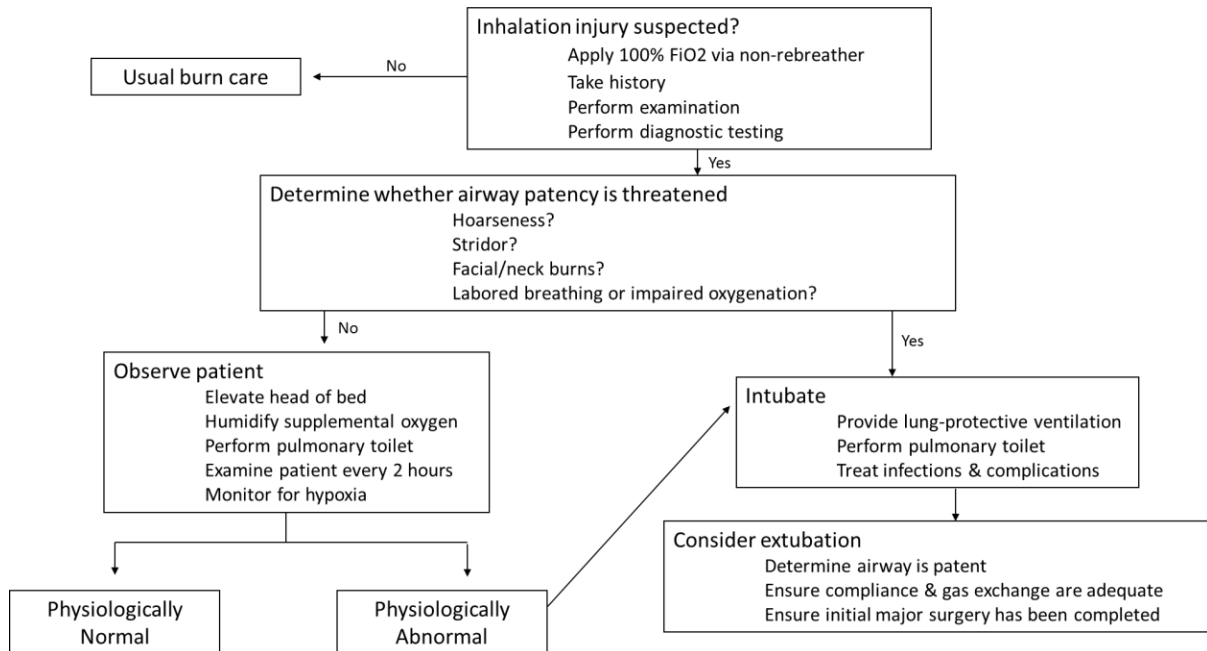 Inhalation injury suspected?
Apply 100% FiO2 via non-rebreather
Take history
Perform examination
Perform diagnostic testing
No
Usual burn care
Yes
Determine whether airway patency is threatened
Hoarseness?
Stridor?
Facial/neck burns?
Labored breathing or impaired oxygenation?
No
Yes
Observe patient
Elevate head of bed
Humidify supplemental oxygen
Perform pulmonary toilet
Examine patient every 2 hours
Monitor for hypoxia
Intubate
Provide lung-protective ventilation
Perform pulmonary toilet
Treat infections & complications
Consider extubation
Determine airway is patent
Ensure compliance & gas exchange are adequate
Ensure initial major surgery has been completed
Physiologically
Normal
Physiologically
Abnormal